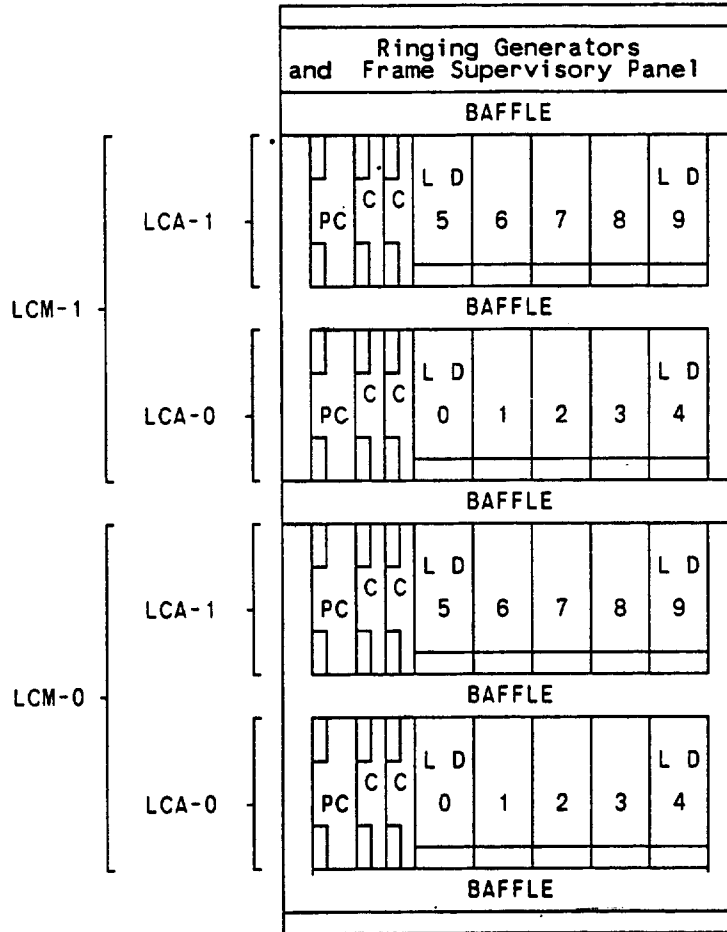 Ringing Generators
and Frame Supervisory Panel
BAFFLE
LCM-1
LCA-1
PC C C L D 5 6 7 8 L D 9
BAFFLE
LCA-0
PC C C L D 0 1 2 3 L D 4
BAFFLE
LCM-0
LCA-1
PC C C L D 5 6 7 8 L D 9
BAFFLE
LCA-0
PC C C L D 0 1 2 3 L D 4
BAFFLE